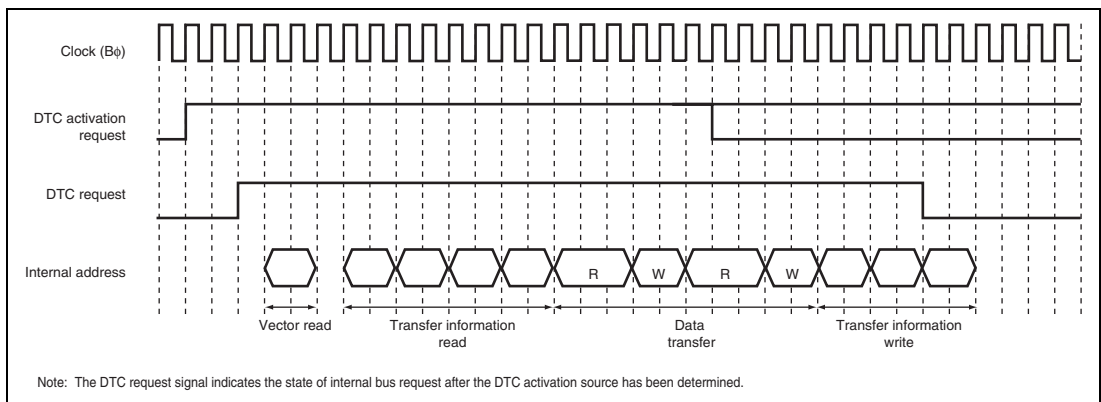 Clock (Bϕ)
DTC activation
request
DTC request
Internal address
R
W
R
W
Vector read
Transfer information
read
Data
transfer
Transfer information
write
Note: The DTC request signal indicates the state of internal bus request after the DTC activation source has been determined.